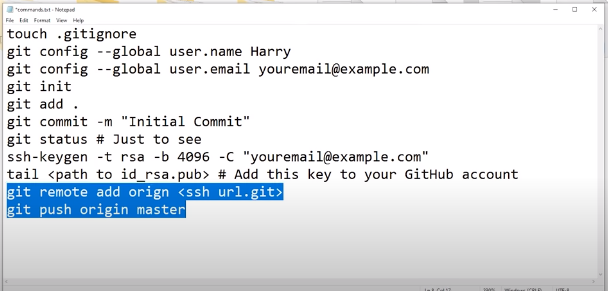 *commands.txt - Notepad
File Edit Format View Help
touch .gitignore
git config --global user.name Harry
git config --global user.email youremail@example.com
git init
git add .
git commit -m "Initial Commit"
git status # Just to see
ssh-keygen -t rsa -b 4096 -C "youremail@example.com"
tail <path to id_rsa.pub> # Add this key to your GitHub account
git remote add orign <ssh url.git>
git push origin master